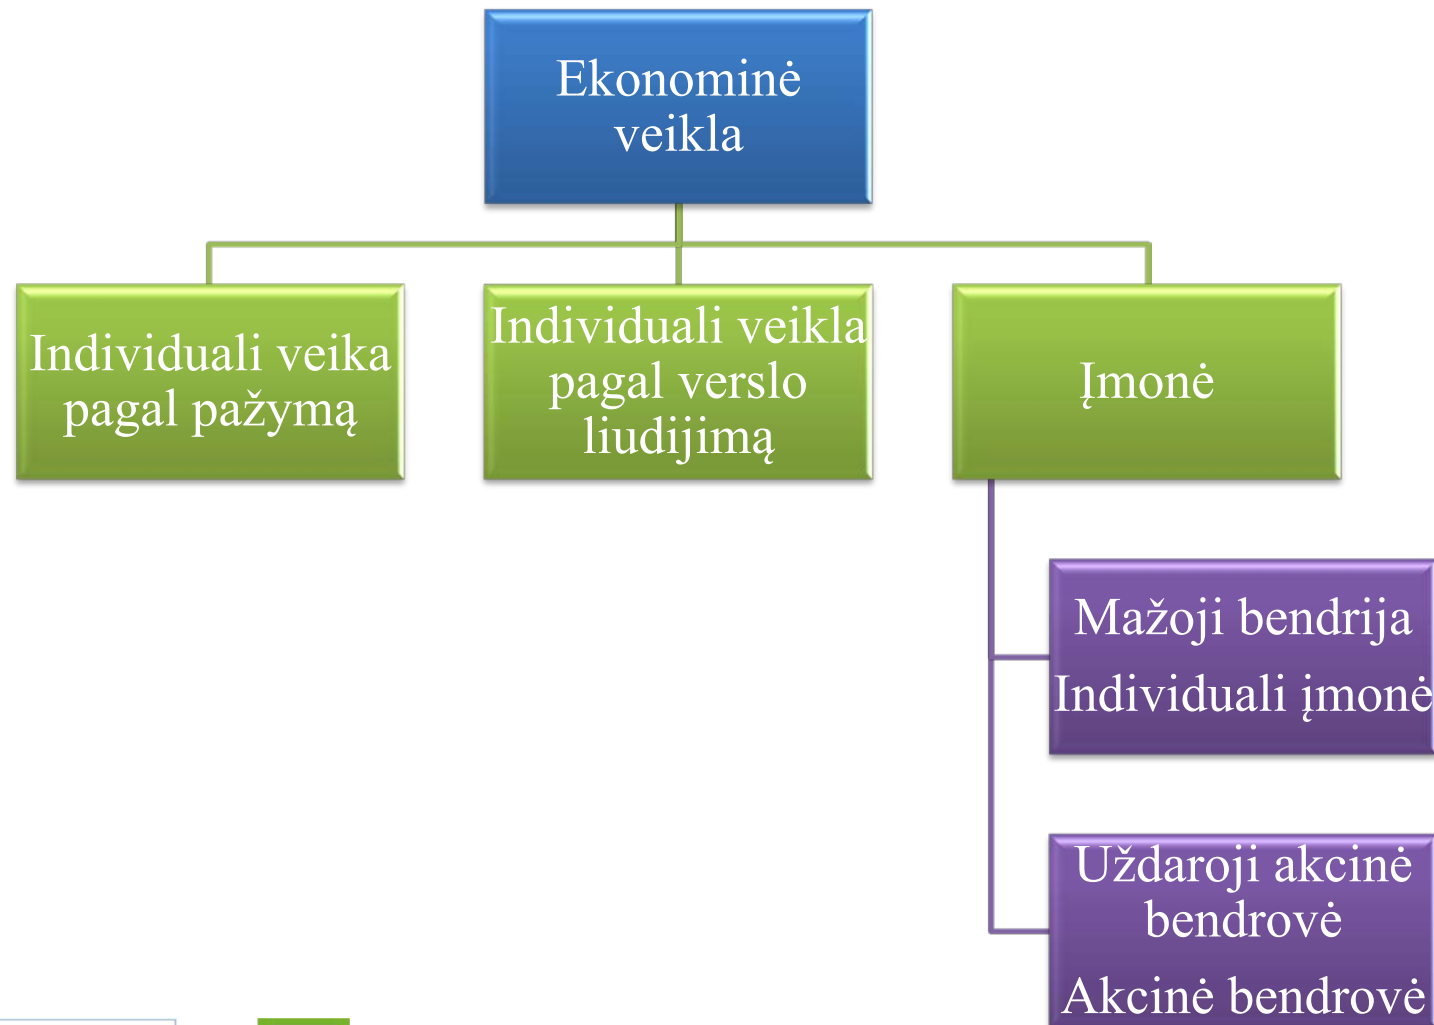 Ekonominė
veikla
Individuali veika
pagal pažymą
Individuali veikla
pagal verslo
liudijimą
Įmonė
Mažoji bendrija
Individuali įmonė
Uždaroji akcinė
bendrovė
Akcinė bendrovė